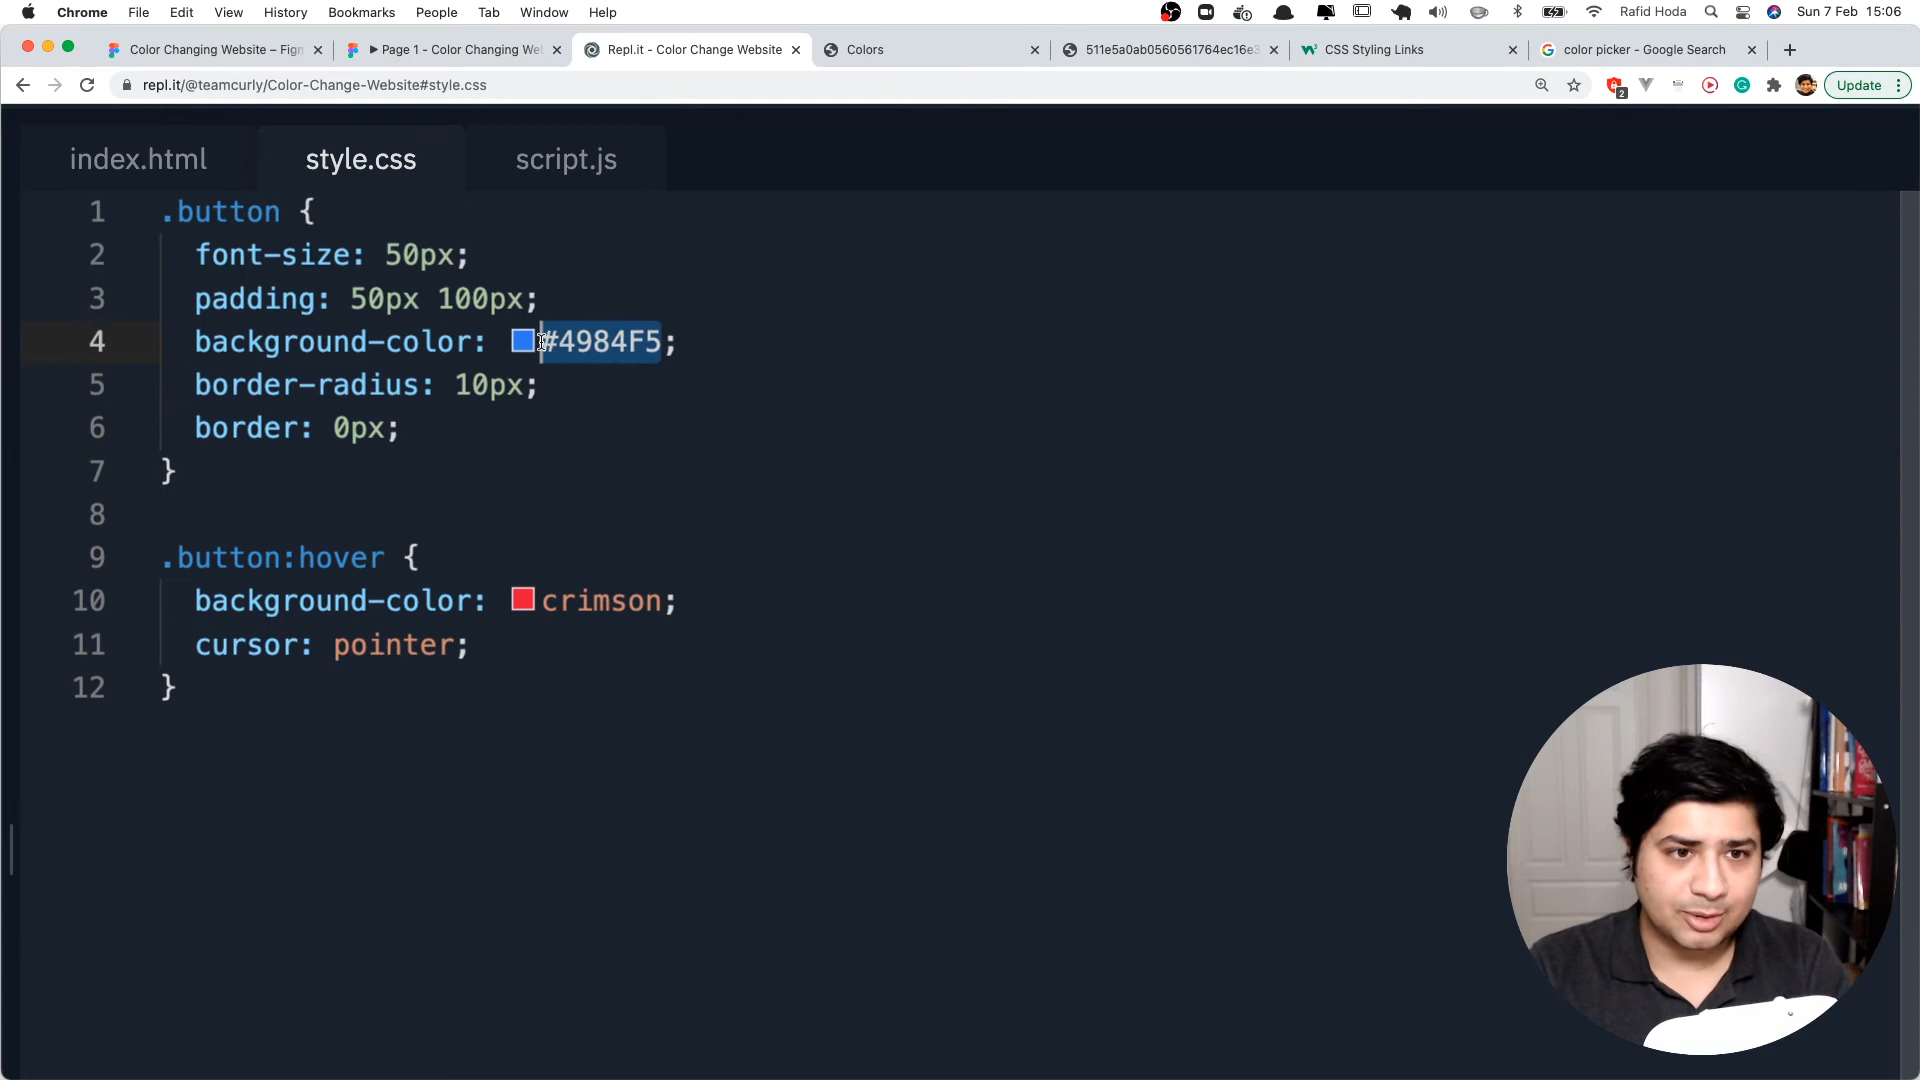 Chrome File Edit View History Bookmarks People Tab Window Help Rafid Hoda Sun 7 Feb 15:06
Color Changing Website – Fign Page 1 - Color Changing Wel Repl.it - Color Change Website Colors 511e5a0ab0560561764ec16e3 CSS Styling Links color picker - Google Search
repl.it/@teamcurly/Color-Change-Website#style.css 2 Update
index.html style.css script.js
1 .button {
2 font-size: 50px;
3 padding: 50px 100px;
4 background-color: #4984F5;
5 border-radius: 10px;
6 border: 0px;
7 }
8
9 .button:hover {
10 background-color: crimson;
11 cursor: pointer;
12 }